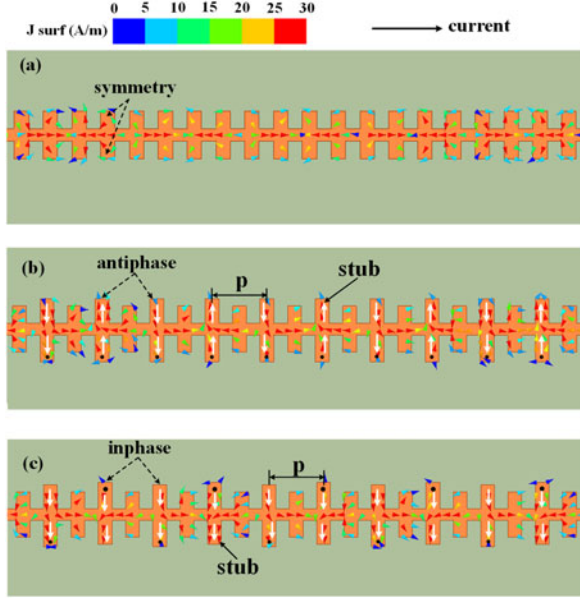 0 5 10 15 20 25 30
J surf (A/m)
current
(a)
symmetry
(b)
antiphase
p
stub
(c)
inphase
p
stub